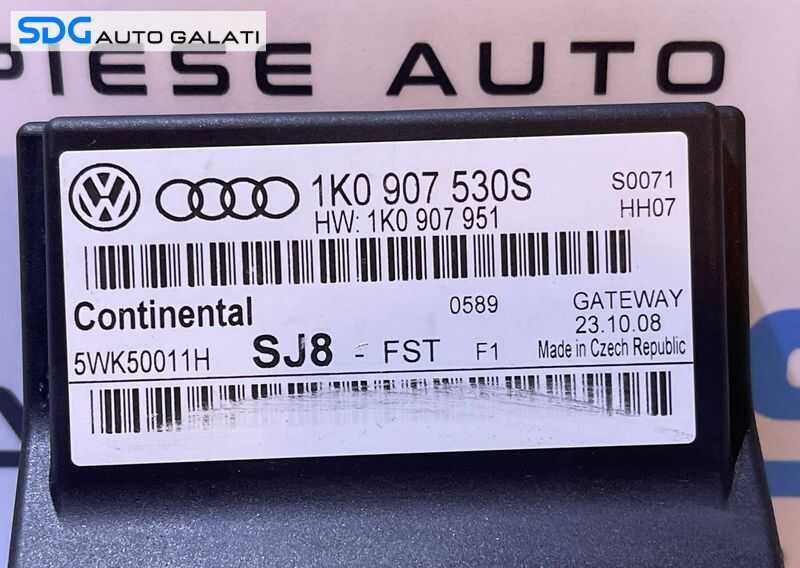 SDG AUTO GALATI
PIESE AUTO
1K0 907 530S
S0071
HW: 1K0 907 951
HH07
Continental
0589
GATEWAY
23.10.08
5WK50011H
SJ8 - FST
F1
Made in Czech Republic